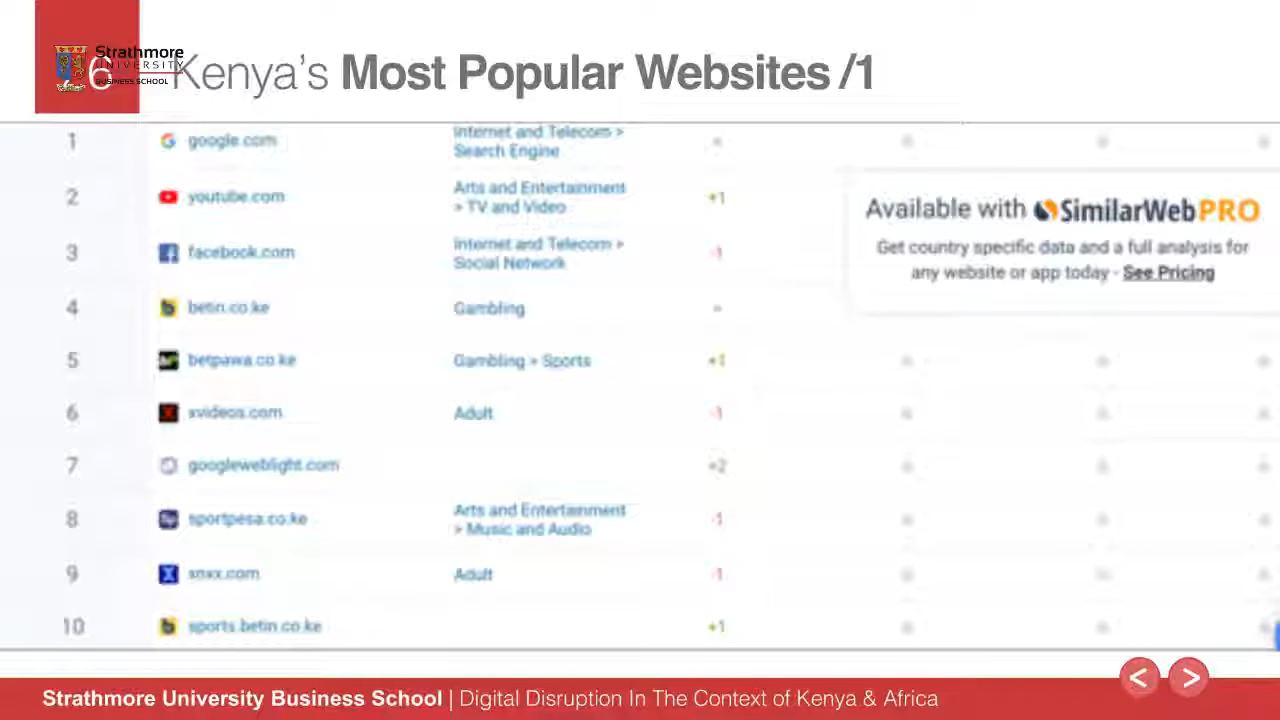 Strathmore
UNIVERSITY
BUSINESS SCHOOL
6
Kenya's Most Popular Websites /1
1 google.com Internet and Telecom >
Search Engine =
2 youtube.com Arts and Entertainment
> TV and Video +1
Available with SimilarWebPRO
Get country specific data and a full analysis for
any website or app today - See Pricing
3 facebook.com Internet and Telecom >
Social Network -1
4 betin.co.ke Gambling =
5 betpawa.co.ke Gambling > Sports +1
6 xvideos.com Adult -1
7 googleweblight.com +2
8 sportpesa.co.ke Arts and Entertainment
> Music and Audio -1
9 xnxx.com Adult -1
10 sports.betin.co.ke +1
< >
Strathmore University Business School | Digital Disruption In The Context of Kenya & Africa